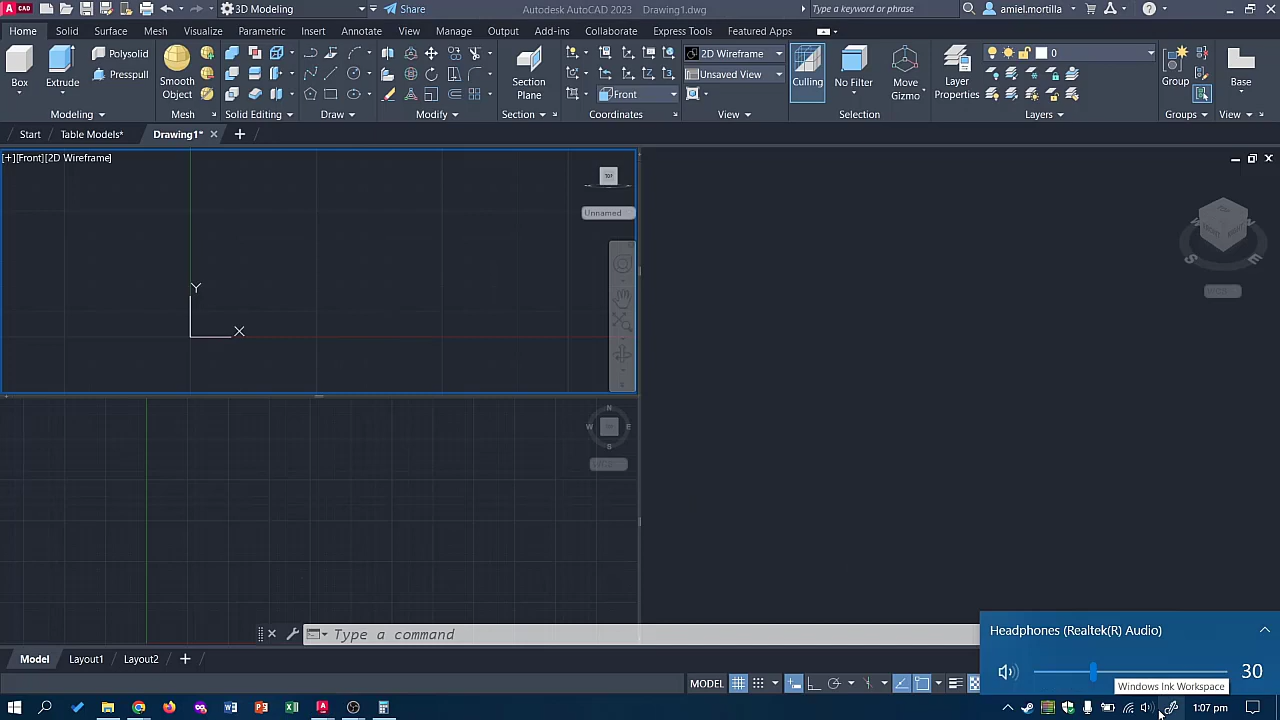 CAD
3D Modeling
Share
Autodesk AutoCAD 2023 Drawing1.dwg
Type a keyword or phrase
amiel.mortilla
Home Solid Surface Mesh Visualize Parametric Insert Annotate View Manage Output Add-ins Collaborate Express Tools Featured Apps
Box
Extrude
Polysolid
Presspull
Smooth
Object
Section
Plane
2D Wireframe
Unsaved View
Front
Culling
No Filter
Move
Gizmo
Layer
Properties
0
Group
Base
Modeling Mesh Solid Editing Draw Modify Section Coordinates View Selection Layers Groups View
Start Table Models* Drawing1*
[+][Front][2D Wireframe]
TOP
Unnamed
Y
X
S
E
WCS
N
W
E
S
Type a command
Headphones (Realtek(R) Audio)
30
Windows Ink Workspace
Model Layout1 Layout2
MODEL
1:07 pm